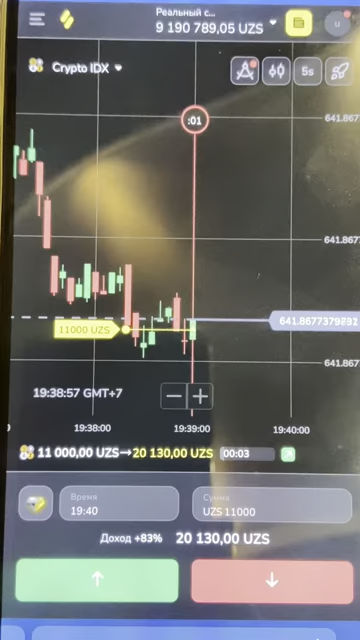 Реальный с...
9 190 789,05 UZS
u
Crypto IDX
5s
:01
641.867
641.867
11000 UZS
641.867
19:38:57 GMT+7
19:38:00
19:39:00
19:40:00
11 000,00 UZS→20 130,00 UZS
00:03
Время
19:40
Сумма
UZS 11000
Доход +83% 20 130,00 UZS